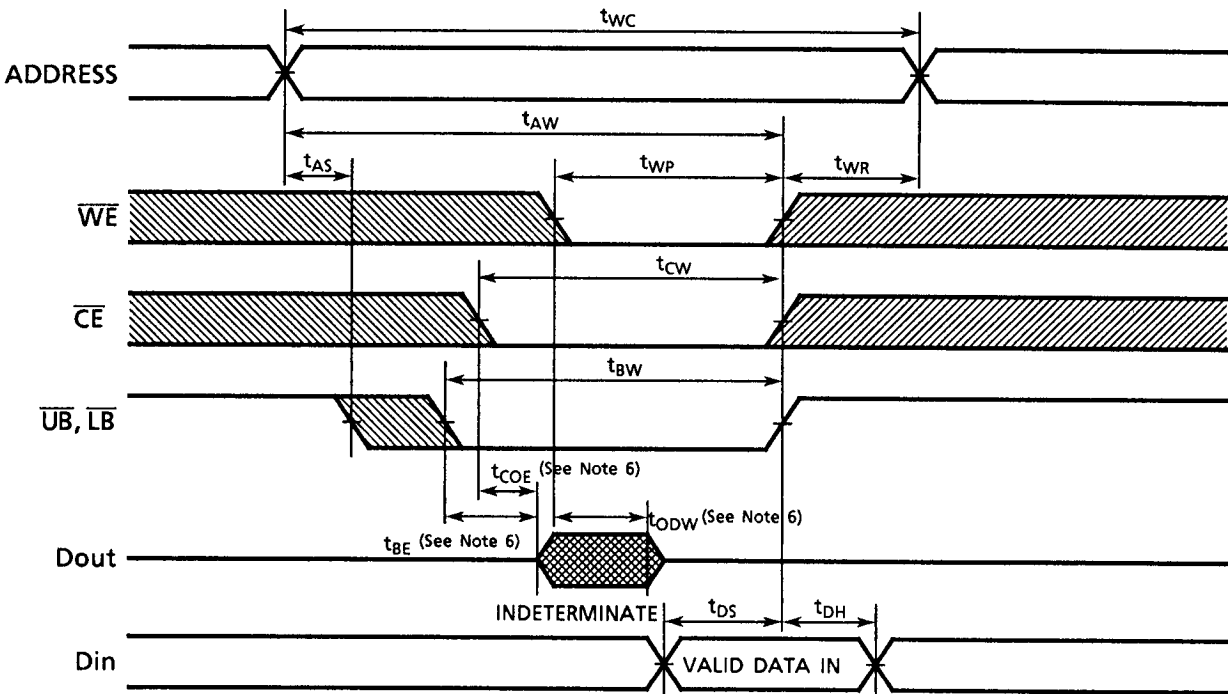 tWC
ADDRESS
tAW
tAS
tWP
tWR
WE
tCW
CE
tBW
UB, LB
tCOE (See Note 6)
tODW (See Note 6)
tBE (See Note 6)
Dout
INDETERMINATE
tDS
tDH
Din
VALID DATA IN